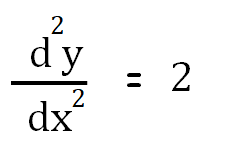 d²y/dx² = 2